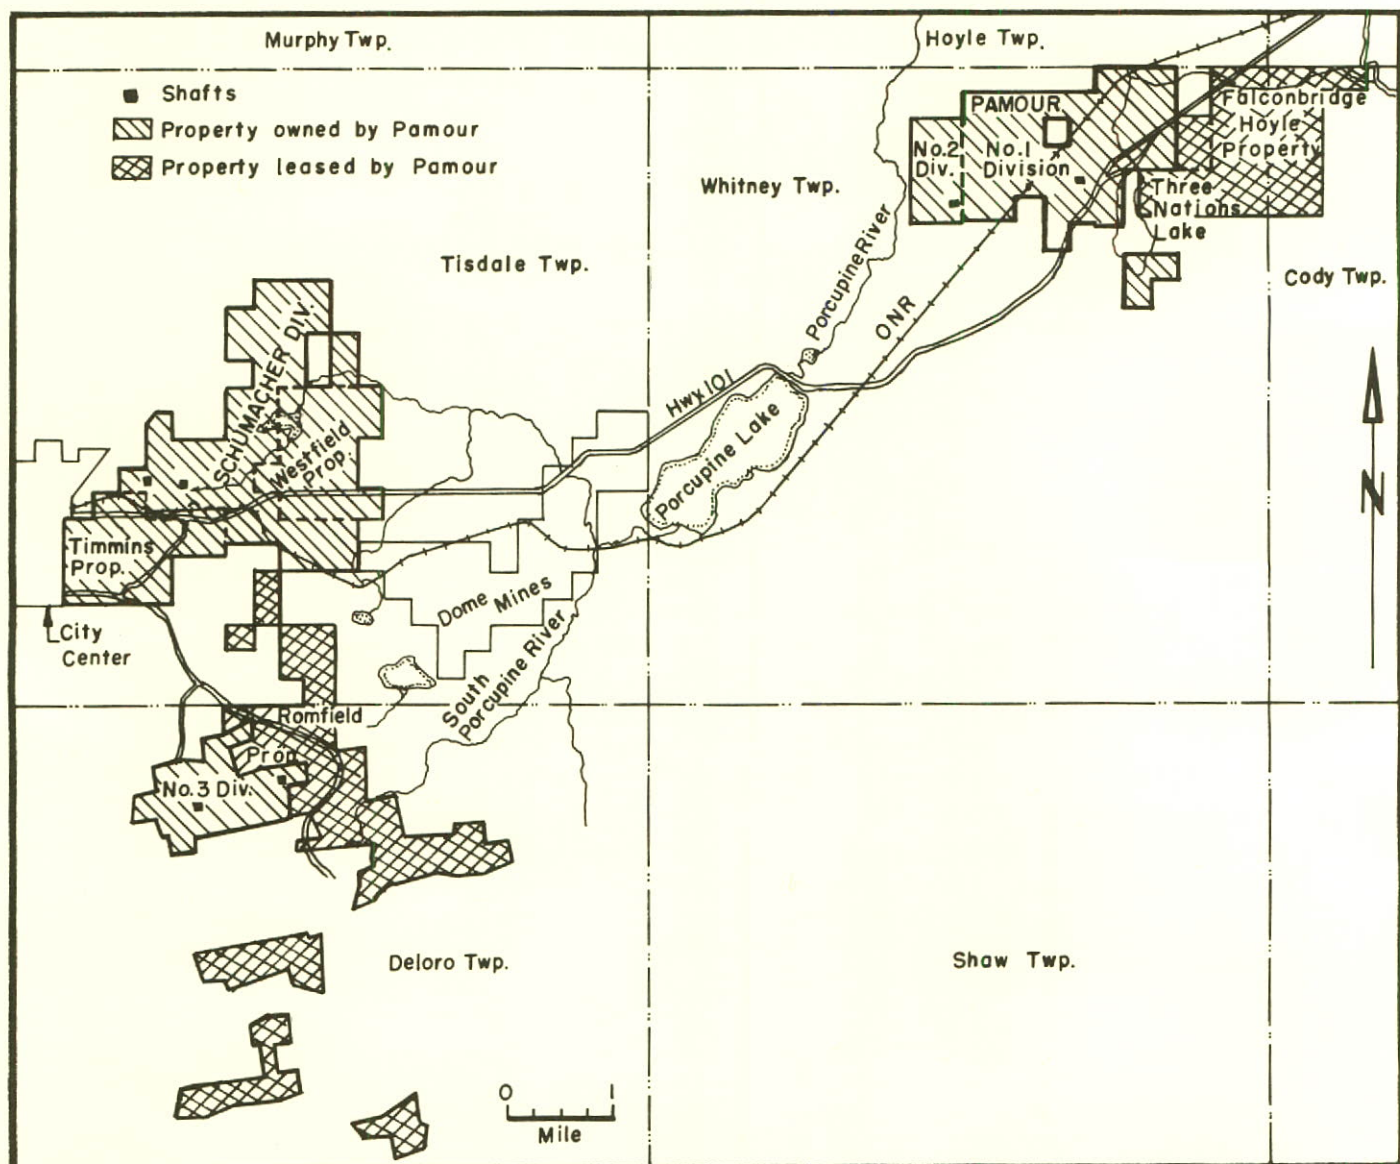 Murphy Twp.
Hoyle Twp.
Shafts
Property owned by Pamour
Property leased by Pamour
PAMOUR
No.2
Div.
No.1
Division
Falconbridge
Hoyle
Property
Three
Nations
Lake
Whitney Twp.
Tisdale Twp.
Cody Twp.
Porcupine River
ONR
SCHUMACHER DIV.
Hwy.101
Westfield
Prop.
Porcupine Lake
N
Timmins
Prop.
Dome Mines
City
Center
South
Porcupine River
Romfield
Prop.
No.3 Div.
Deloro Twp.
Shaw Twp.
0 1
Mile